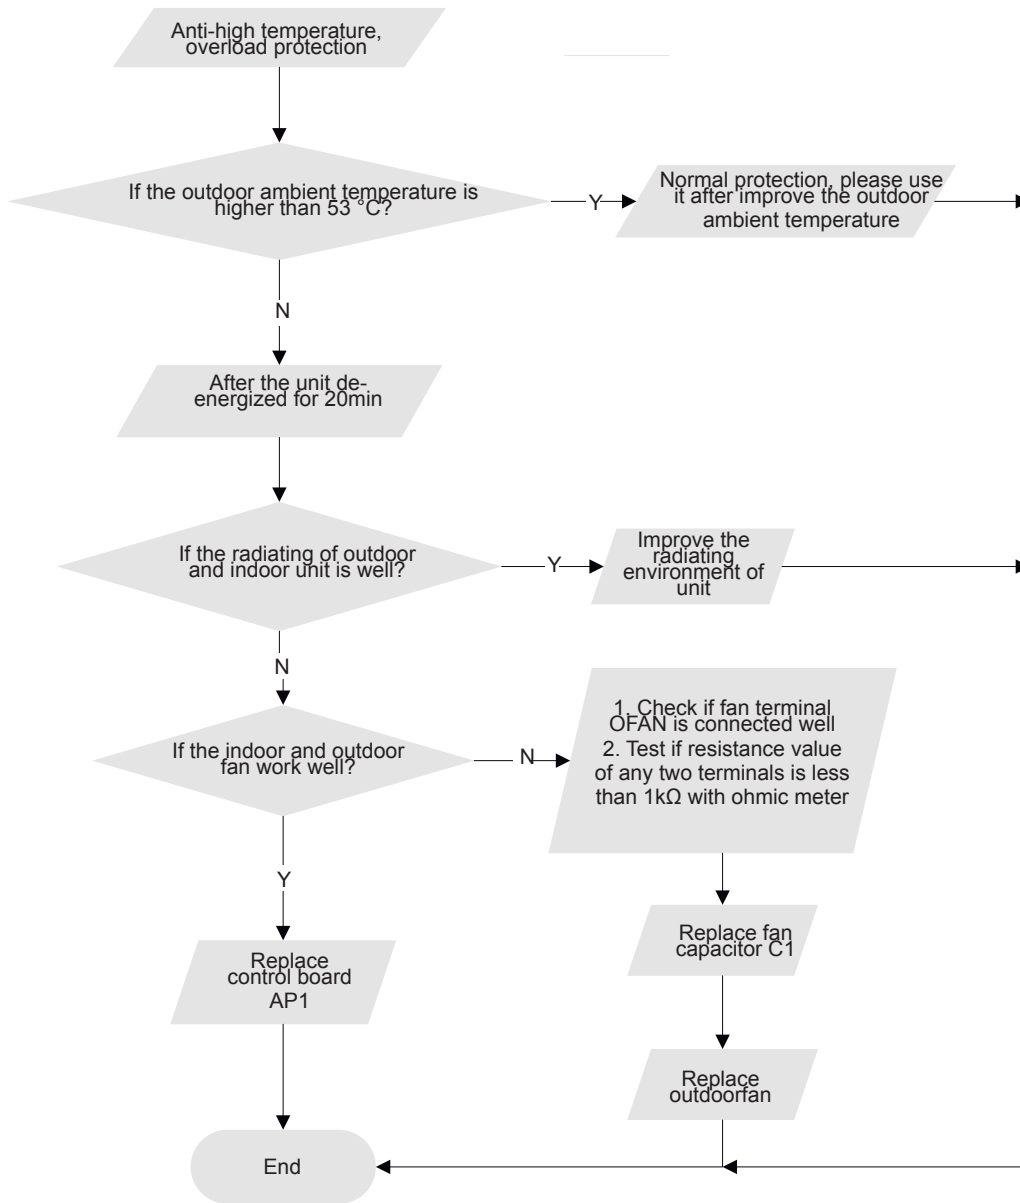 Anti-high temperature,
overload protection
If the outdoor ambient temperature is
higher than 53 °C?
Y
Normal protection, please use
it after improve the outdoor
ambient temperature
N
After the unit de-
energized for 20min
If the radiating of outdoor
and indoor unit is well?
Y
Improve the
radiating
environment of
unit
N
If the indoor and outdoor
fan work well?
N
1. Check if fan terminal
OFAN is connected well
2. Test if resistance value
of any two terminals is less
than 1kΩ with ohmic meter
Y
Replace
control board
AP1
Replace fan
capacitor C1
Replace
outdoorfan
End